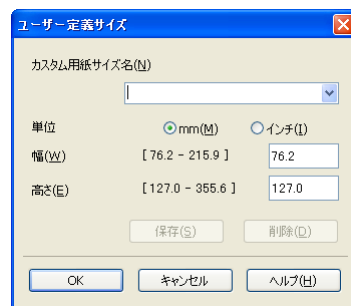 ユーザー定義サイズ
カスタム用紙サイズ名(N)
単位 mm(M) インチ(I)
幅(W) [ 76.2 - 215.9 ] 76.2
高さ(E) [ 127.0 - 355.6 ] 127.0
保存(S) 削除(D)
OK キャンセル ヘルプ(H)